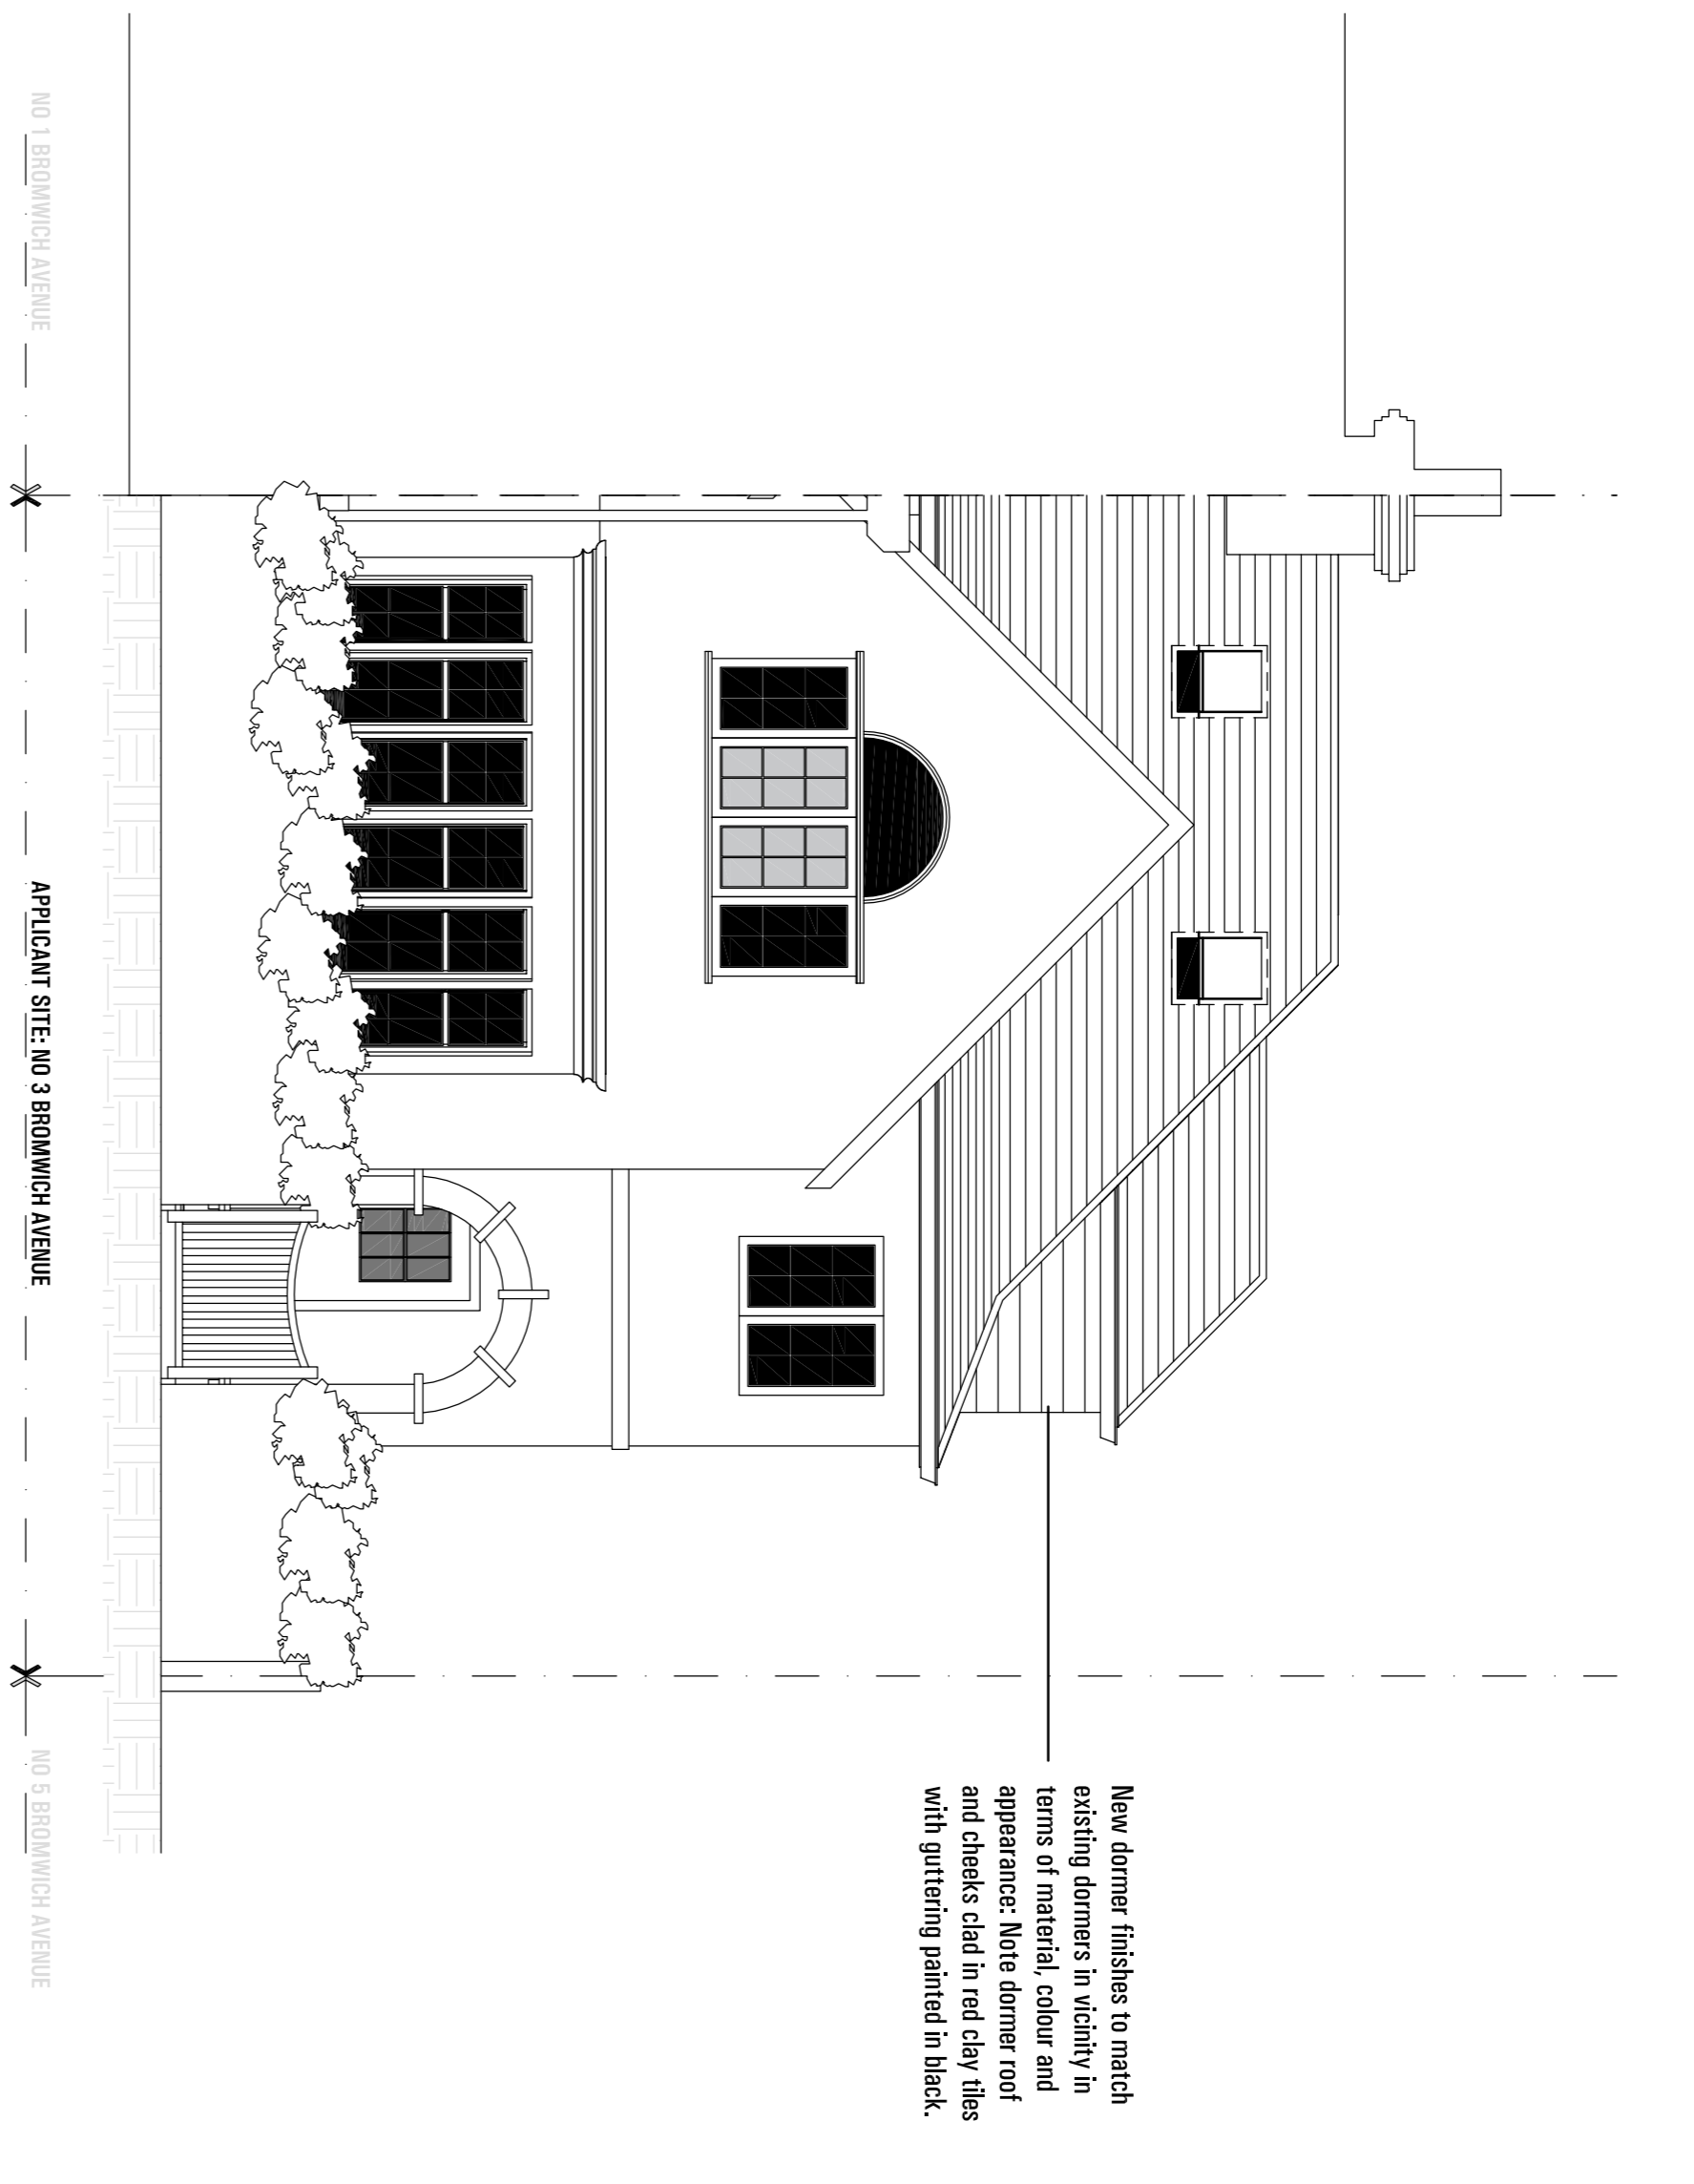 New dormer finishes to match
existing dormers in vicinity in
terms of material, colour and
appearance: Note dormer roof
and cheeks clad in red clay tiles
with guttering painted in black.
NO 1 BROMWICH AVENUE
APPLICANT SITE: NO 3 BROMWICH AVENUE
NO 5 BROMWICH AVENUE